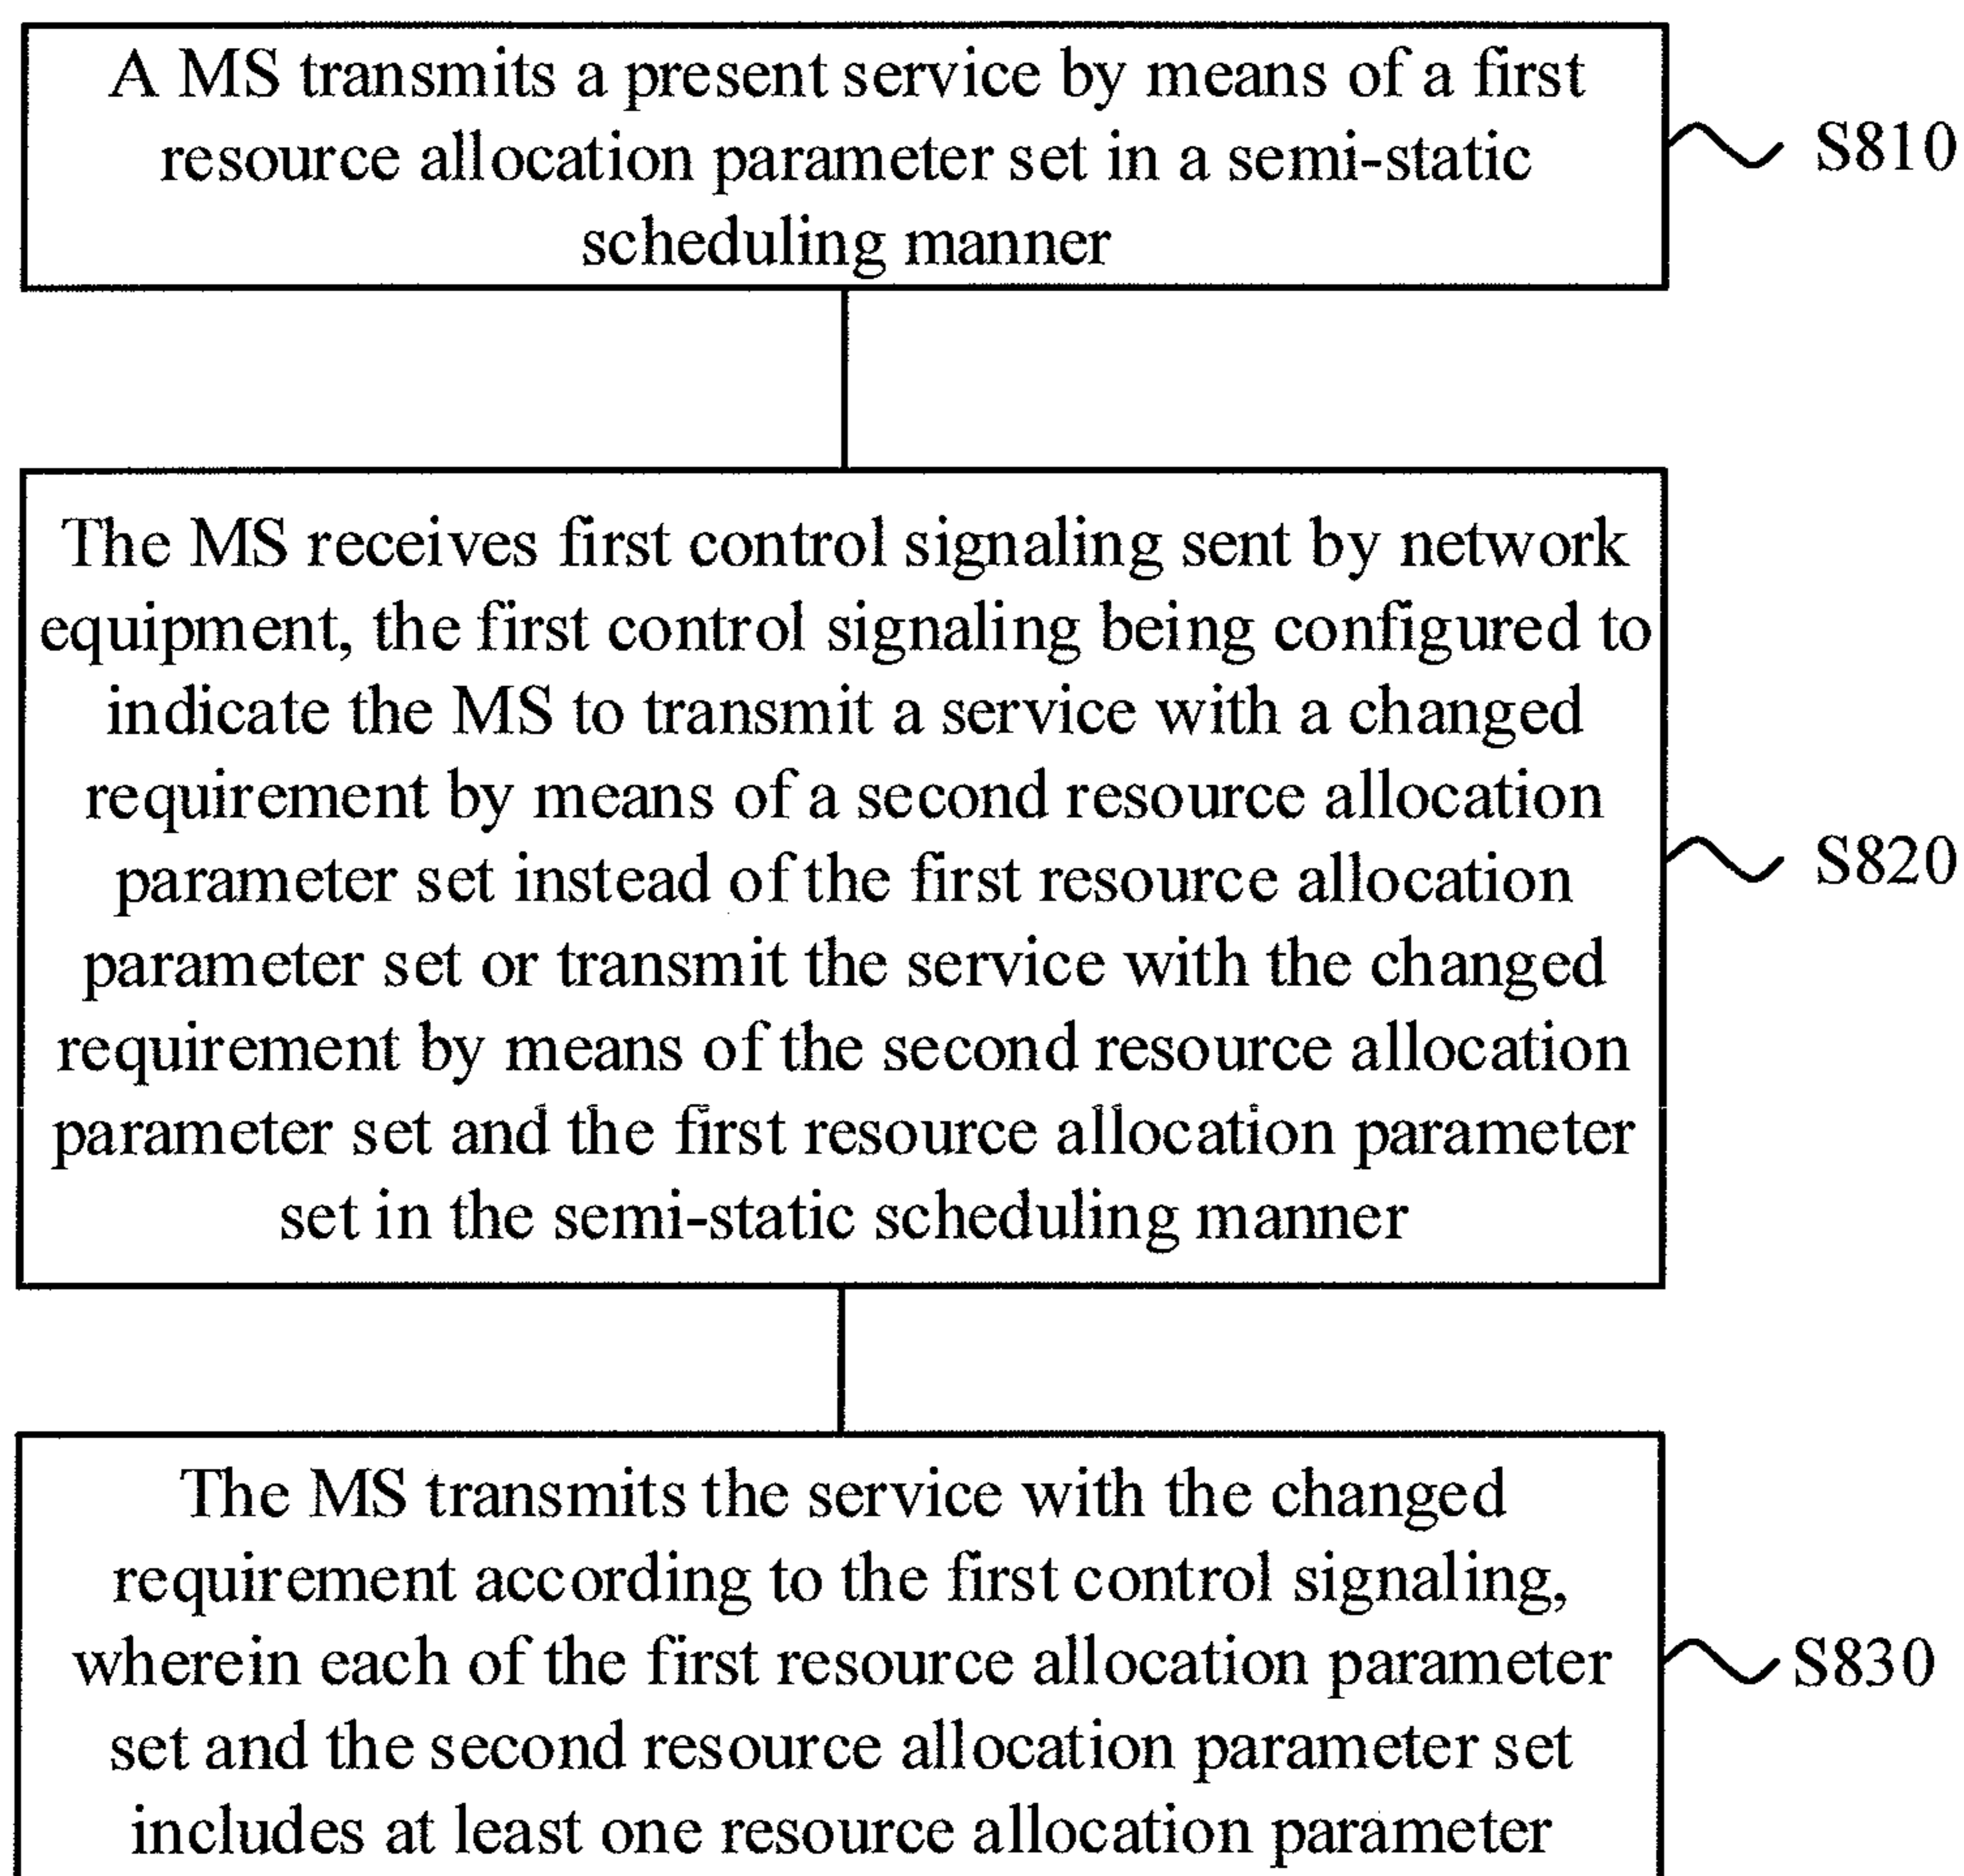 A MS transmits a present service by means of a first
resource allocation parameter set in a semi-static
scheduling manner
S810
The MS receives first control signaling sent by network
equipment, the first control signaling being configured to
indicate the MS to transmit a service with a changed
requirement by means of a second resource allocation
parameter set instead of the first resource allocation
parameter set or transmit the service with the changed
requirement by means of the second resource allocation
parameter set and the first resource allocation parameter
set in the semi-static scheduling manner
S820
The MS transmits the service with the changed
requirement according to the first control signaling,
wherein each of the first resource allocation parameter
set and the second resource allocation parameter set
includes at least one resource allocation parameter
S830